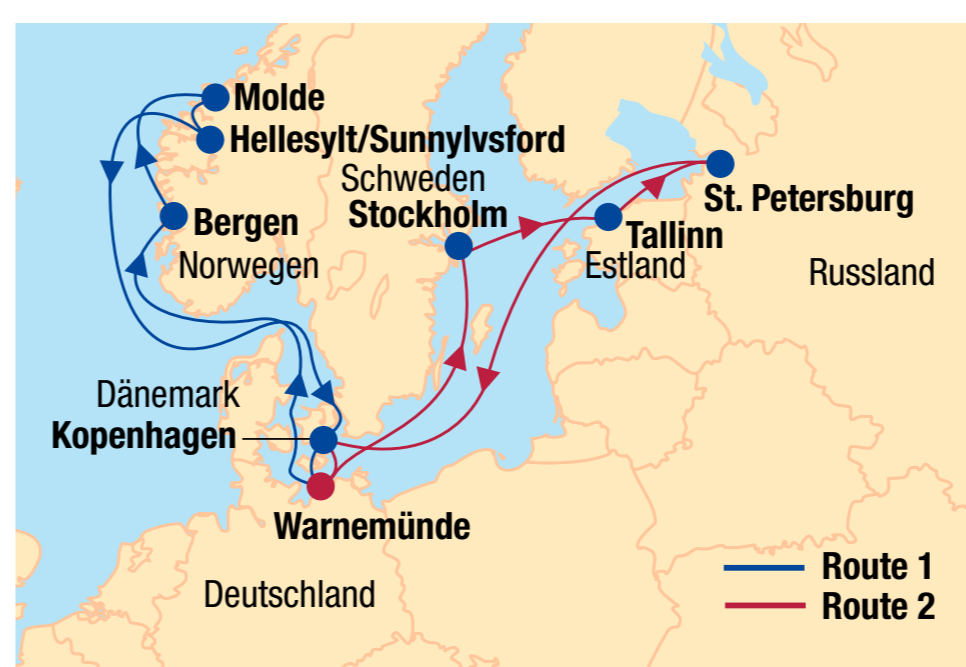 Molde
Hellesylt/Sunnylvsford
Schweden
Stockholm
St. Petersburg
Bergen
Tallinn
Norwegen
Estland
Russland
Dänemark
Kopenhagen
Warnemünde
Deutschland
Route 1
Route 2